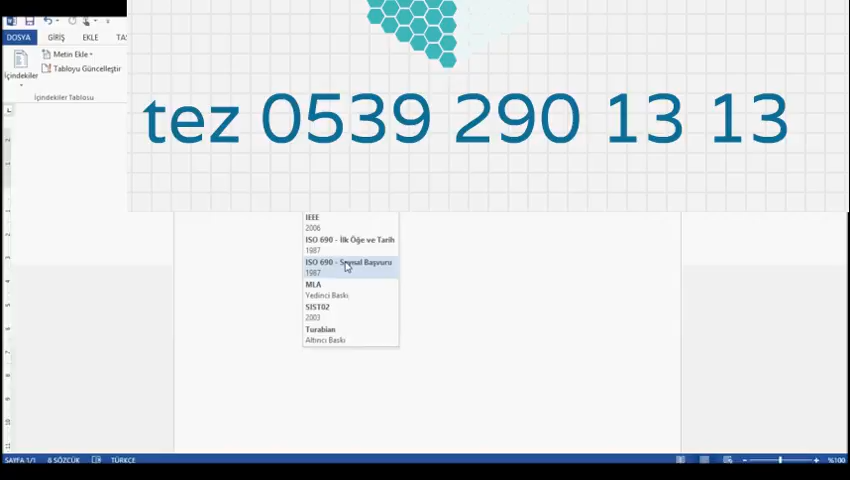 DOSYA GİRİŞ EKLE TAS
İçindekiler
Metin Ekle
Tabloyu Güncelleştir
İçindekiler Tablosu
tez 0539 290 13 13
IEEE
2006
ISO 690 - İlk Öğe ve Tarih
1987
ISO 690 - Sayısal Başvuru
1987
MLA
Yedinci Baskı
SIST02
2003
Turabian
Altıncı Baskı
SAYFA 1/1 8 SÖZCÜK TÜRKÇE %100